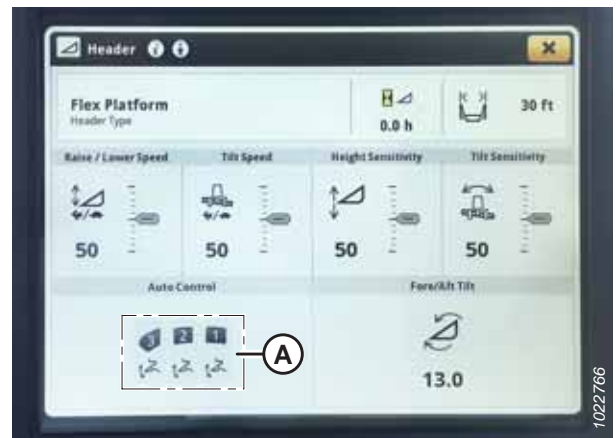 Header
Flex Platform
Header Type
0.0 h
30 ft
Raise / Lower Speed
Tilt Speed
Height Sensitivity
Tilt Sensitivity
50
50
50
50
Auto Control
Fore/Aft Tilt
3 2 1
A
13.0
1022766